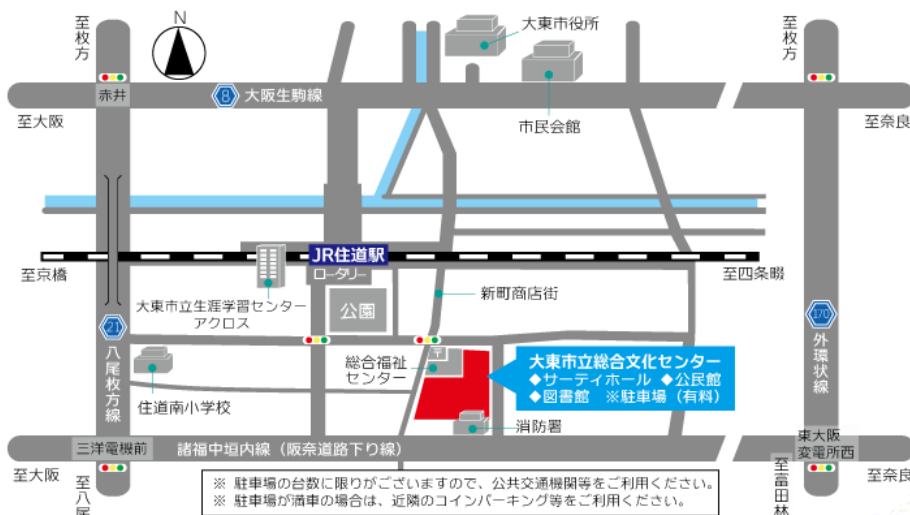 至枚方
N
大東市役所
至枚方
赤井
8 大阪生駒線
至大阪
市民会館
至奈良
JR住道駅
ロータリー
至京橋
至四条畷
大東市立生涯学習センター
アクロス
公園
新町商店街
21
八尾枚方線
170
外環状線
〒
総合福祉
センター
大東市立総合文化センター
◆サーティホール ◆公民館
◆図書館 ※駐車場（有料）
住道南小学校
消防署
三洋電機前
諸福中垣内線（阪奈道路下り線）
東大阪
変電所西
至大阪
至八尾
至富田林
至奈良
※ 駐車場の台数に限りがございますので、公共交通機関等をご利用ください。
※ 駐車場が満車の場合は、近隣のコインパーキング等をご利用ください。